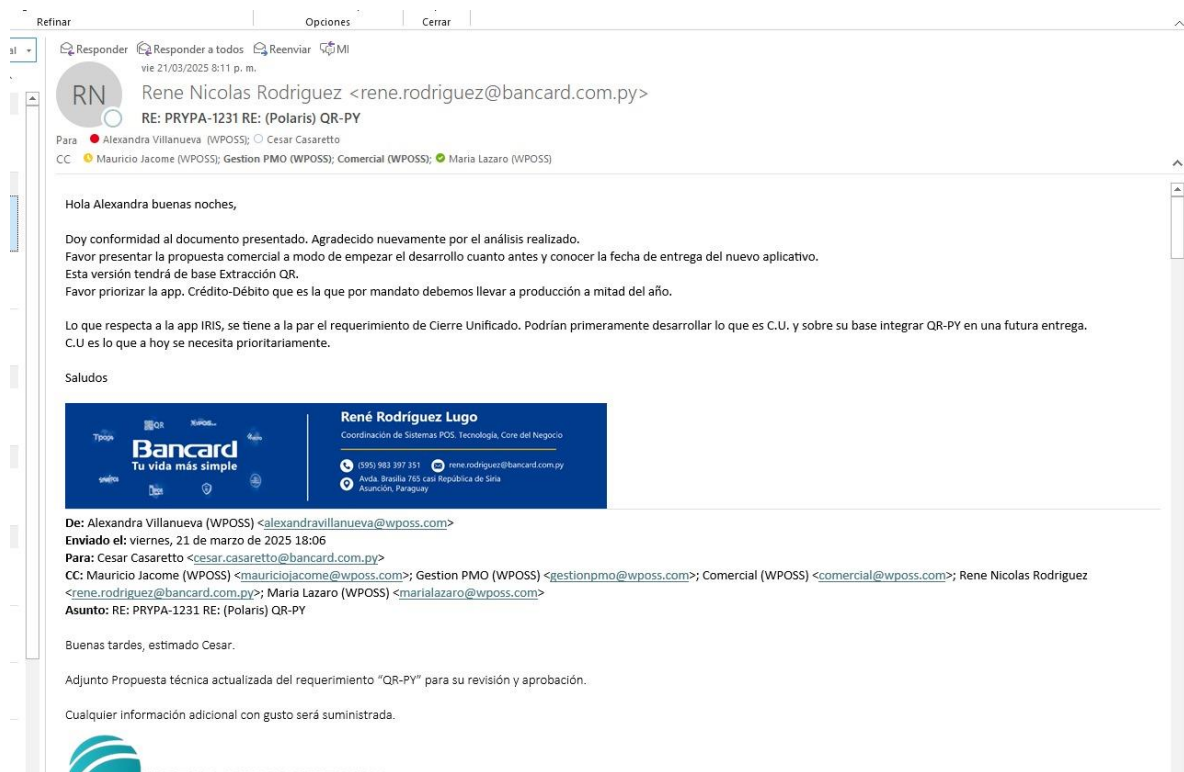 Refinar
Opciones
Cerrar
al
Responder Responder a todos Reenviar MI
vie 21/03/2025 8:11 p. m.
RN
Rene Nicolas Rodriguez <rene.rodriguez@bancard.com.py>
RE: PRYPA-1231 RE: (Polaris) QR-PY
Para Alexandra Villanueva (WPOSS); Cesar Casaretto
CC Mauricio Jacome (WPOSS); Gestion PMO (WPOSS); Comercial (WPOSS); Maria Lazaro (WPOSS)
Hola Alexandra buenas noches,
Doy conformidad al documento presentado. Agradecido nuevamente por el análisis realizado.
Favor presentar la propuesta comercial a modo de empezar el desarrollo cuanto antes y conocer la fecha de entrega del nuevo aplicativo.
Esta versión tendrá de base Extracción QR.
Favor priorizar la app. Crédito-Débito que es la que por mandato debemos llevar a producción a mitad del año.
Lo que respecta a la app IRIS, se tiene a la par el requerimiento de Cierre Unificado. Podrían primeramente desarrollar lo que es C.U. y sobre su base integrar QR-PY en una futura entrega.
C.U es lo que a hoy se necesita prioritariamente.
Saludos
QR
Tpago
Bancard
Tu vida más simple
René Rodríguez Lugo
Coordinación de Sistemas POS. Tecnología, Core del Negocio
(595) 983 397 351 rene.rodriguez@bancard.com.py
Avda. Brasilia 765 casi República de Siria
Asunción, Paraguay
De: Alexandra Villanueva (WPOSS) <alexandravillanueva@wposs.com>
Enviado el: viernes, 21 de marzo de 2025 18:06
Para: Cesar Casaretto <cesar.casaretto@bancard.com.py>
CC: Mauricio Jacome (WPOSS) <mauriciojacome@wposs.com>; Gestion PMO (WPOSS) <gestionpmo@wposs.com>; Comercial (WPOSS) <comercial@wposs.com>; Rene Nicolas Rodriguez
<rene.rodriguez@bancard.com.py>; Maria Lazaro (WPOSS) <marialazaro@wposs.com>
Asunto: RE: PRYPA-1231 RE: (Polaris) QR-PY
Buenas tardes, estimado Cesar.
Adjunto Propuesta técnica actualizada del requerimiento “QR-PY” para su revisión y aprobación.
Cualquier información adicional con gusto será suministrada.